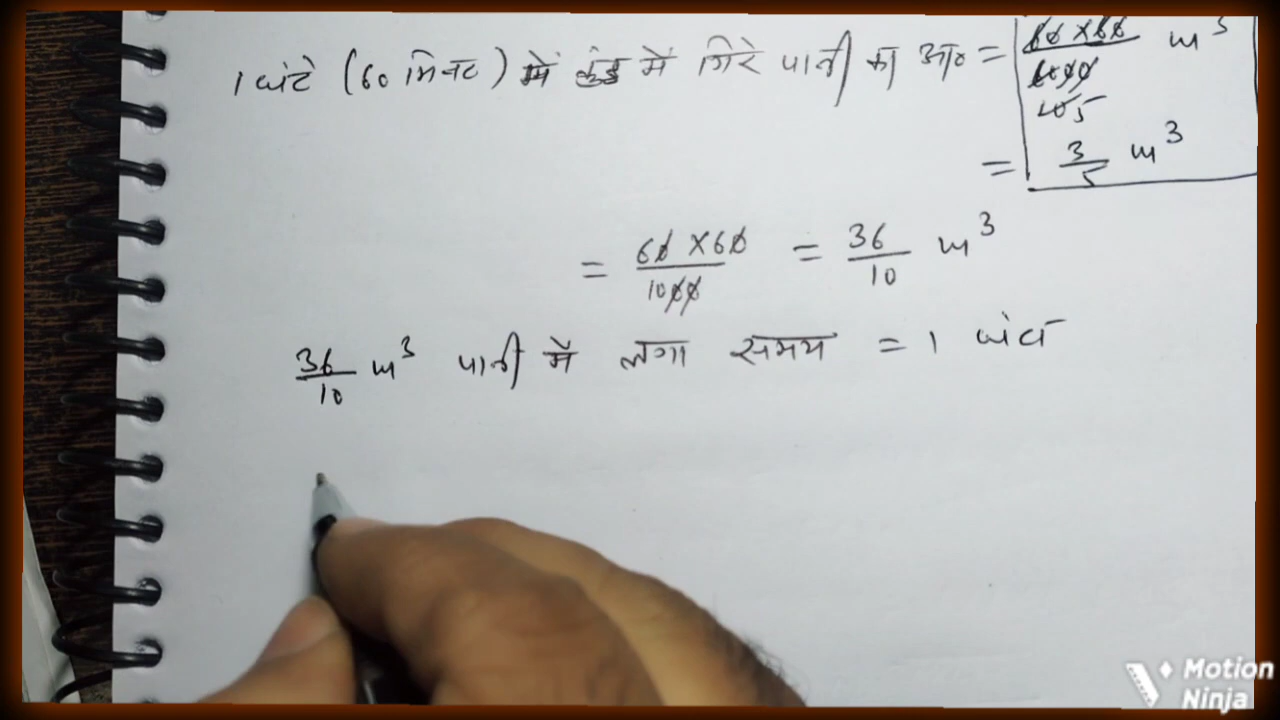 1 घंटे (60 मिनट) में कुंड में गिरे पानी का आ० =
60 × 60 / 1000 m³
105
= 3/5 m³
= 60 × 60 / 1000 = 36/10 m³
36/10 m³ पानी में लगा समय = 1 घंटा
Motion
Ninja